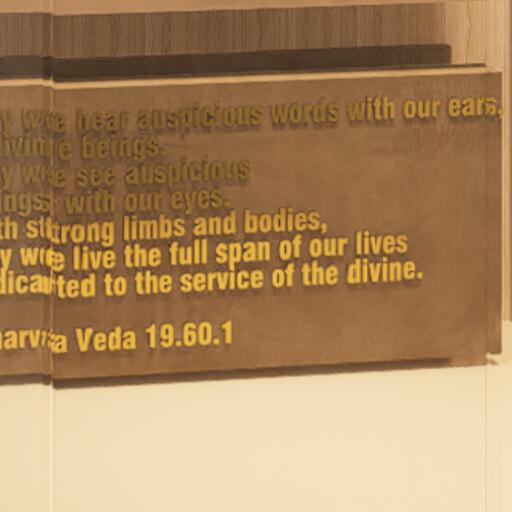 y we hear auspicious words with our ears,
divine beings.
y we see auspicious
ings with our eyes.
th strong limbs and bodies,
y we live the full span of our lives
dicated to the service of the divine.
arva Veda 19.60.1